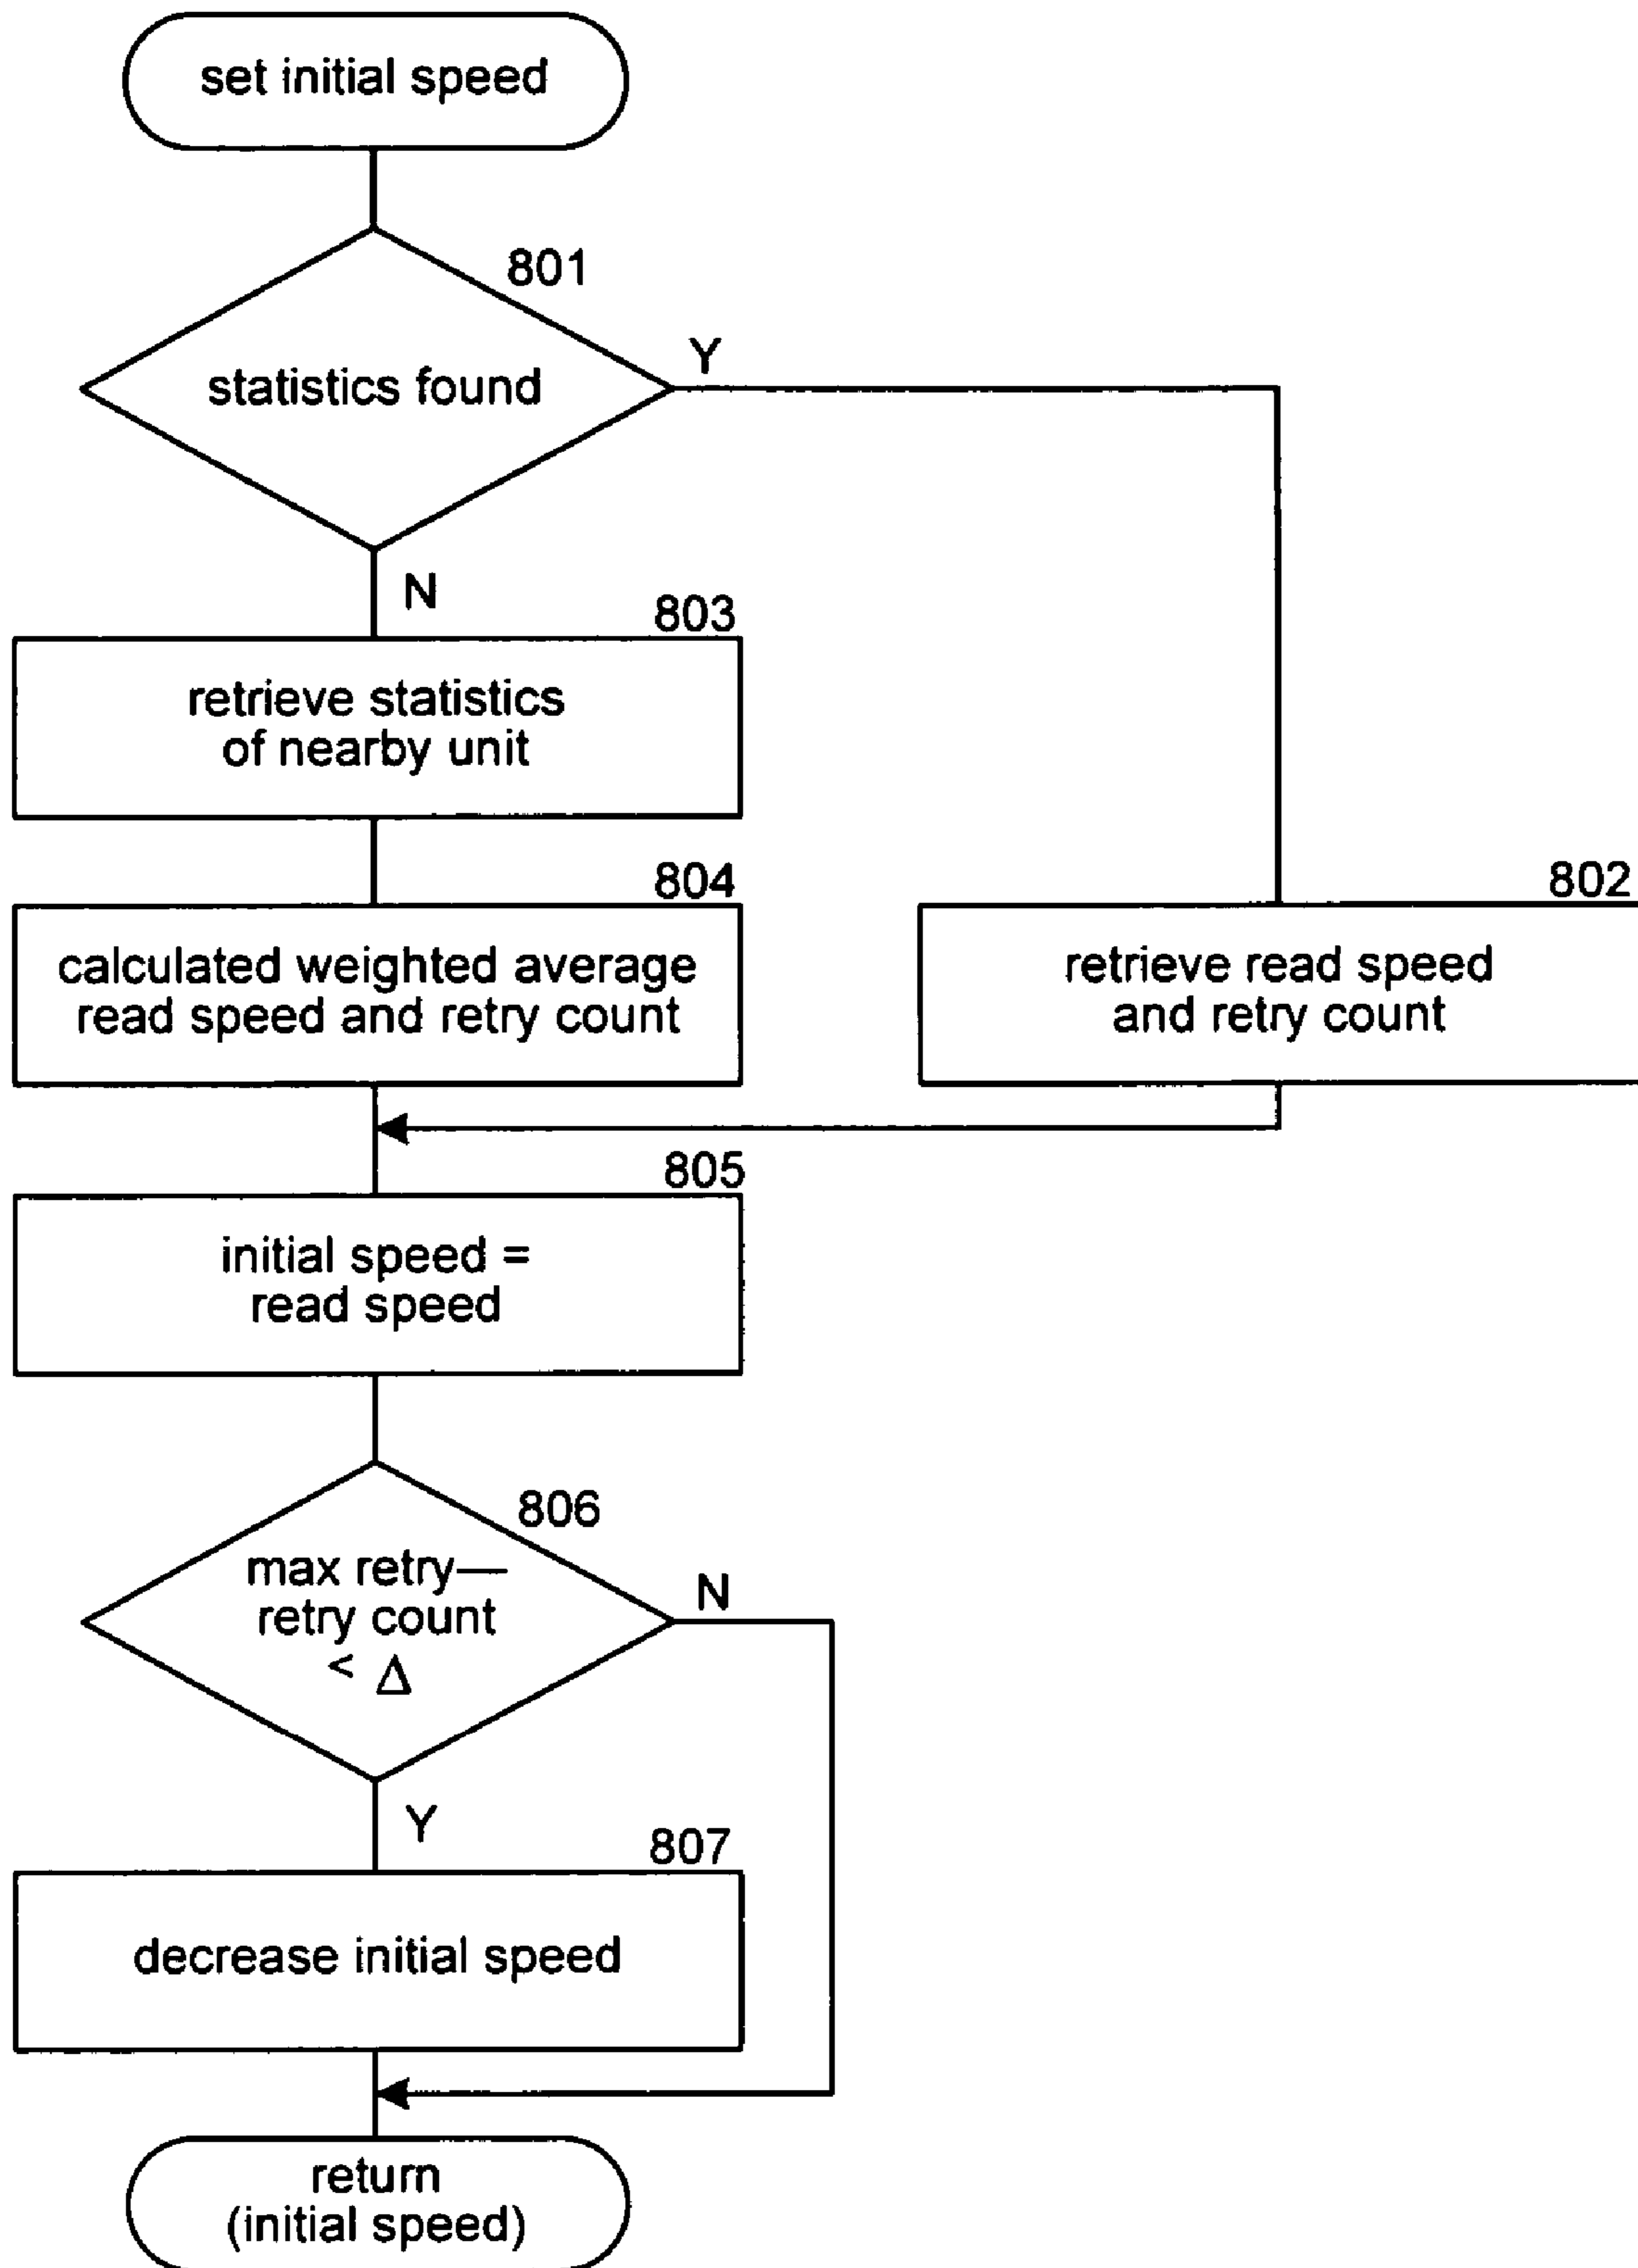 set initial speed
801
statistics found
Y
N
803
retrieve statistics
of nearby unit
804
calculated weighted average
read speed and retry count
802
retrieve read speed
and retry count
805
initial speed =
read speed
806
max retry—
retry count
< Δ
N
Y
807
decrease initial speed
return
(initial speed)